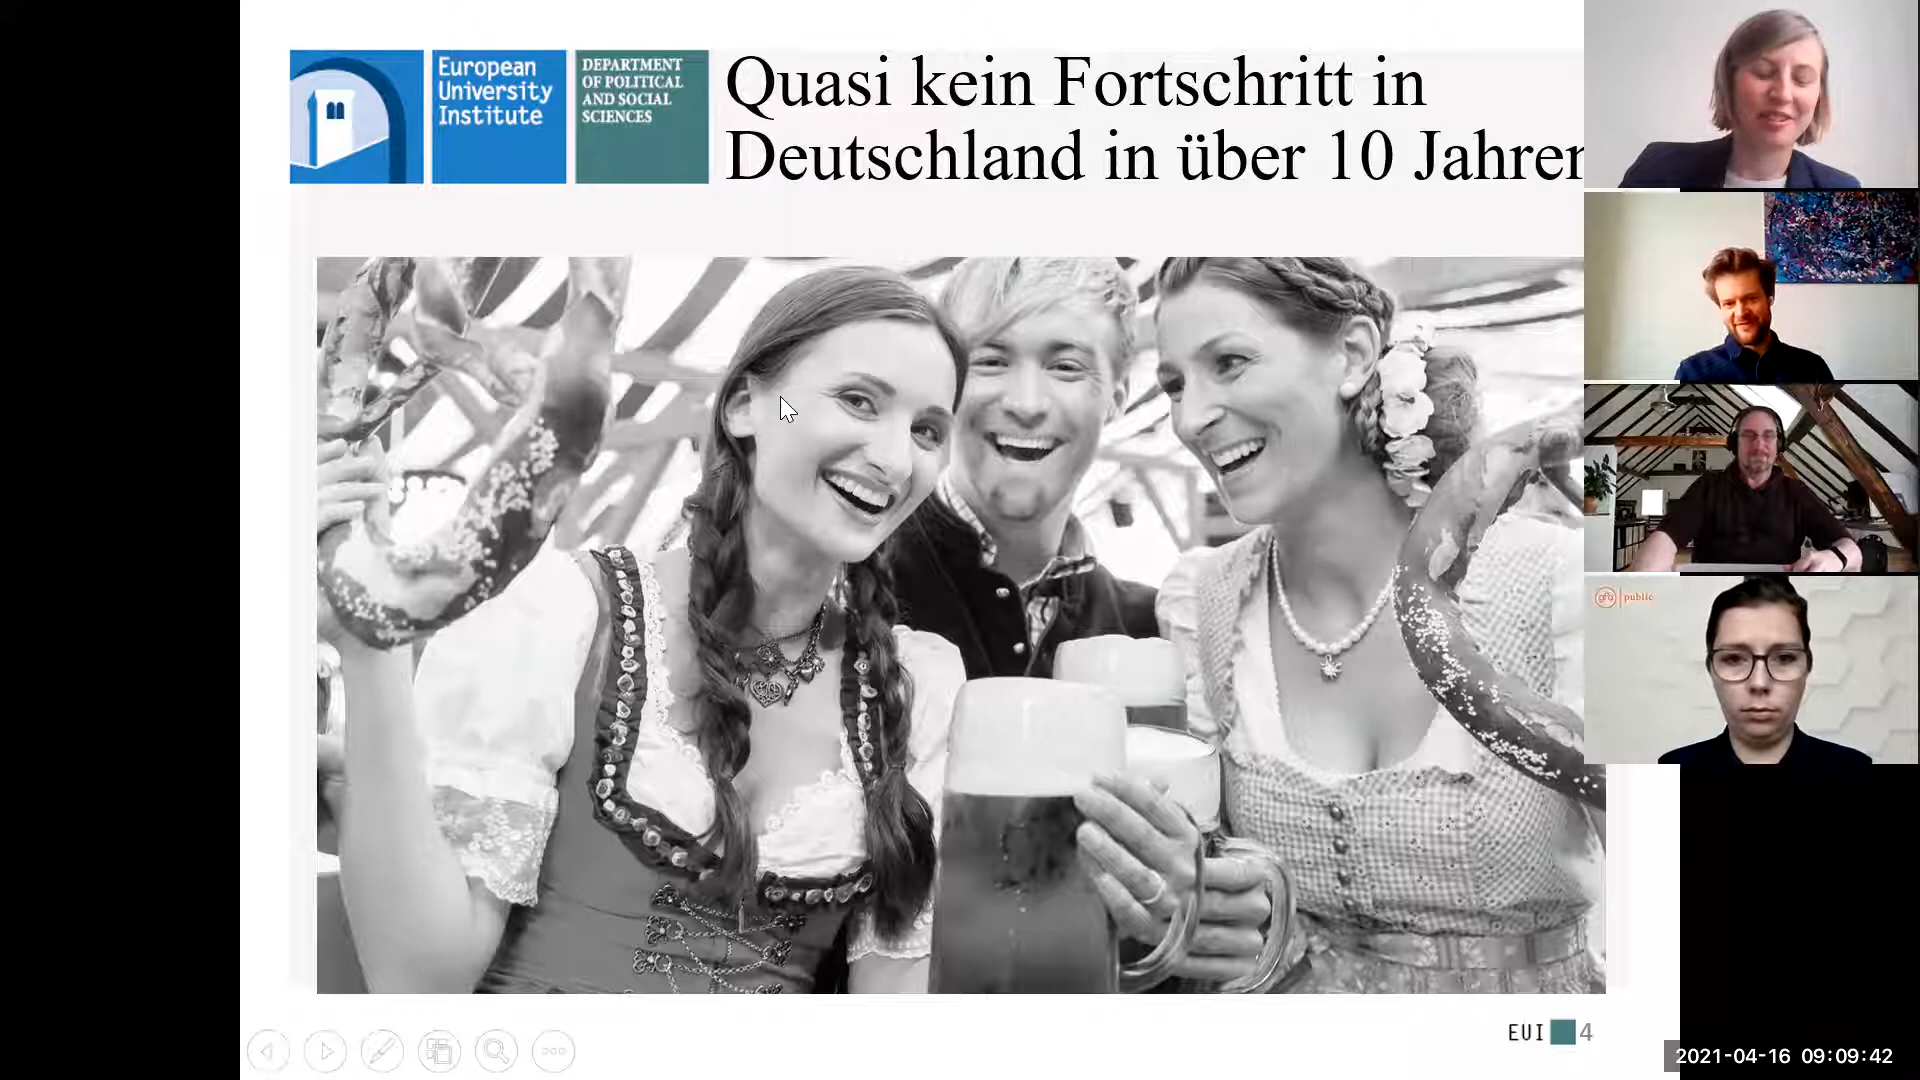 European
University
Institute
DEPARTMENT
OF POLITICAL
AND SOCIAL
SCIENCES
Quasi kein Fortschritt in
Deutschland in über 10 Jahren
public
EUI 4
2021-04-16 09:09:42